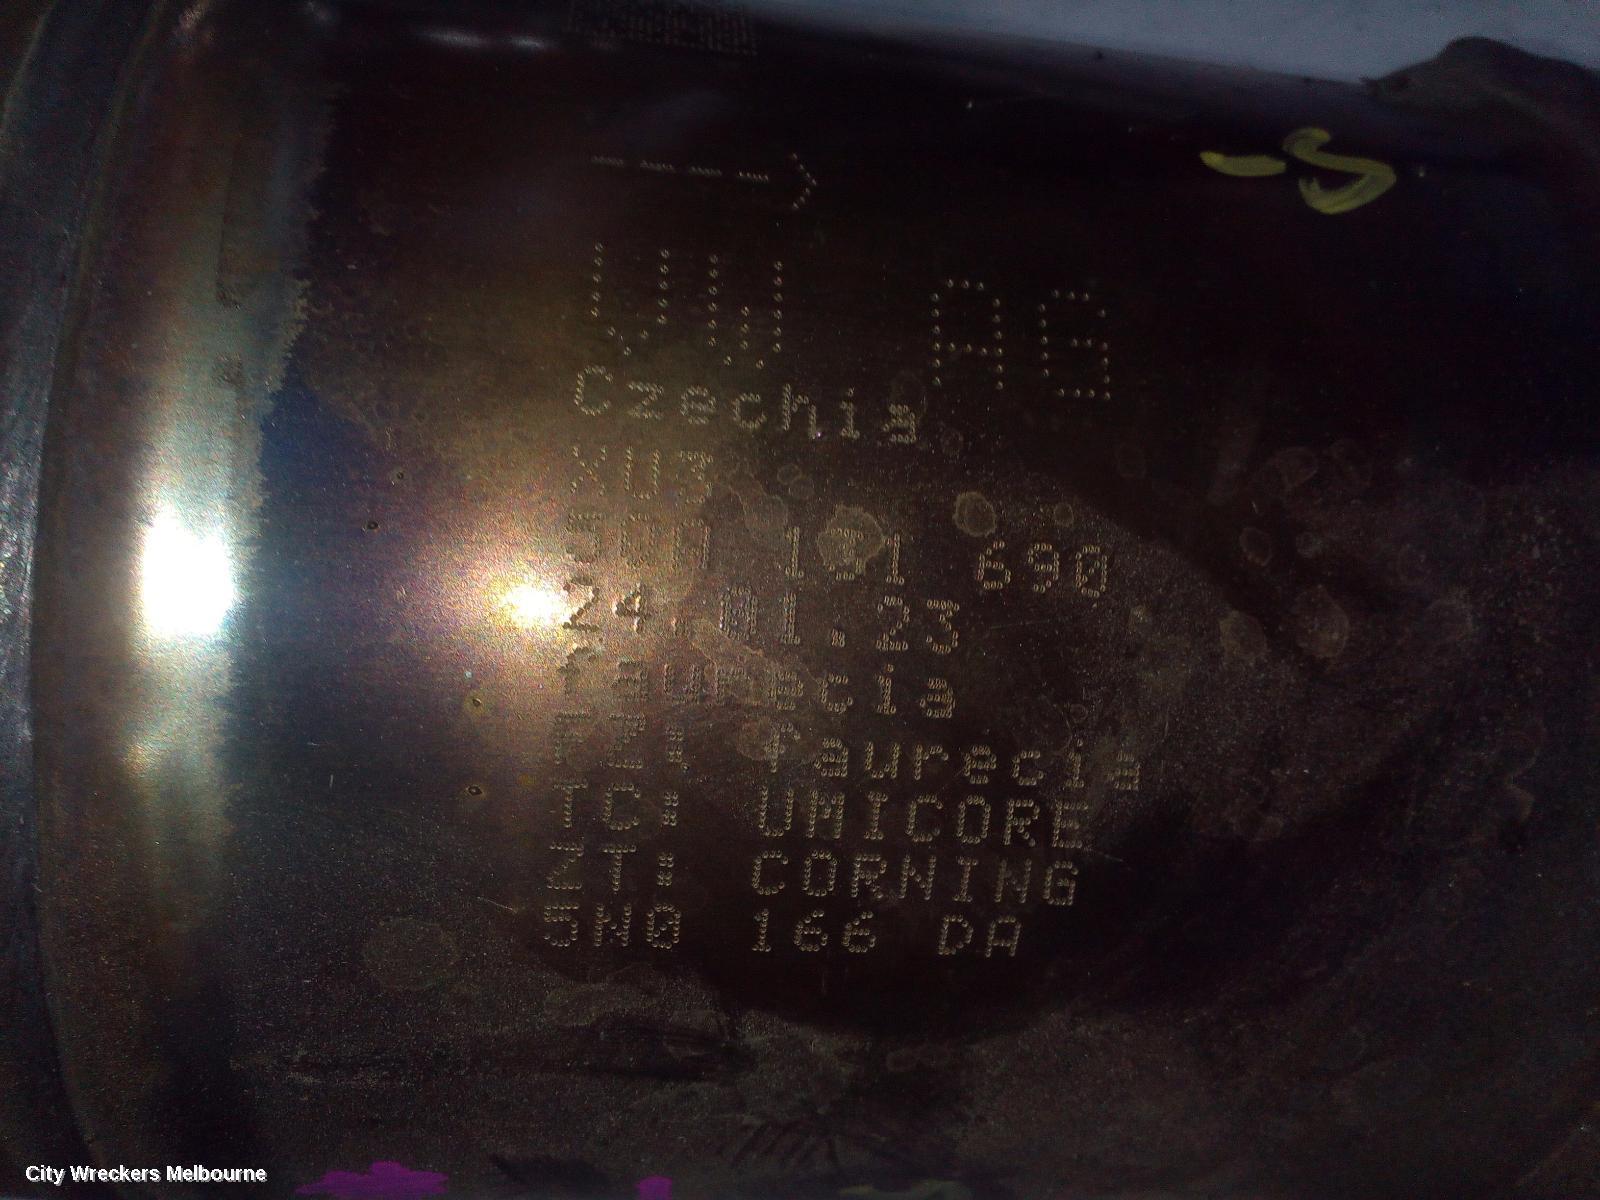 -S
VW AG
Czechia
XU3
131 690
24.01.23
faurecia
FZ: Faurecia
TC: UMICORE
ZT: CORNING
5N0 166 DA
City Wreckers Melbourne